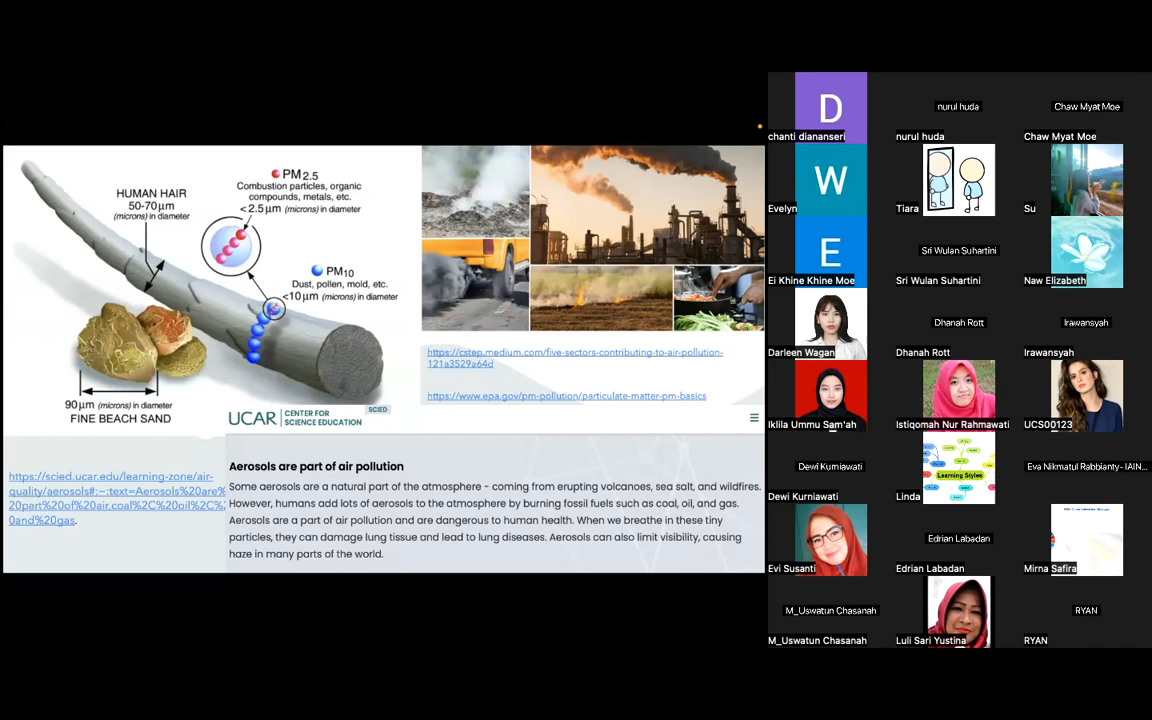 HUMAN HAIR
50-70μm
(microns) in diameter
PM2.5
Combustion particles, organic
compounds, metals, etc.
< 2.5μm (microns) in diameter
PM10
Dust, pollen, mold, etc.
<10μm (microns) in diameter
90μm (microns) in diameter
FINE BEACH SAND
https://cstep.medium.com/five-sectors-contributing-to-air-pollution-
121a3529a64d
https://www.epa.gov/pm-pollution/particulate-matter-pm-basics
UCAR
CENTER FOR
SCIENCE EDUCATION
SCIED
https://scied.ucar.edu/learning-zone/air-
quality/aerosols#:~:text=Aerosols%20are%
20part%20of%20air,coal%2C%20oil%2C%
0and%20gas.
Aerosols are part of air pollution
Some aerosols are a natural part of the atmosphere - coming from erupting volcanoes, sea salt, and wildfires.
However, humans add lots of aerosols to the atmosphere by burning fossil fuels such as coal, oil, and gas.
Aerosols are a part of air pollution and are dangerous to human health. When we breathe in these tiny
particles, they can damage lung tissue and lead to lung diseases. Aerosols can also limit visibility, causing
haze in many parts of the world.
D
chanti diananseri
nurul huda
nurul huda
Chaw Myat Moe
Chaw Myat Moe
W
Evelyn
Tiara
Su
E
Ei Khine Khine Moe
Sri Wulan Suhartini
Sri Wulan Suhartini
Naw Elizabeth
Darleen Wagan
Dhanah Rott
Dhanah Rott
Irawansyah
Irawansyah
Iklila Ummu Sam'ah
Istiqomah Nur Rahmawati
UCS00123
Dewi Kurniawati
Dewi Kurniawati
Learning Styles
Linda
Eva Nikmatul Rabbianty- IAIN...
Evi Susanti
Edrian Labadan
Edrian Labadan
Mirna Safira
M_Uswatun Chasanah
M_Uswatun Chasanah
Luli Sari Yustina
RYAN
RYAN